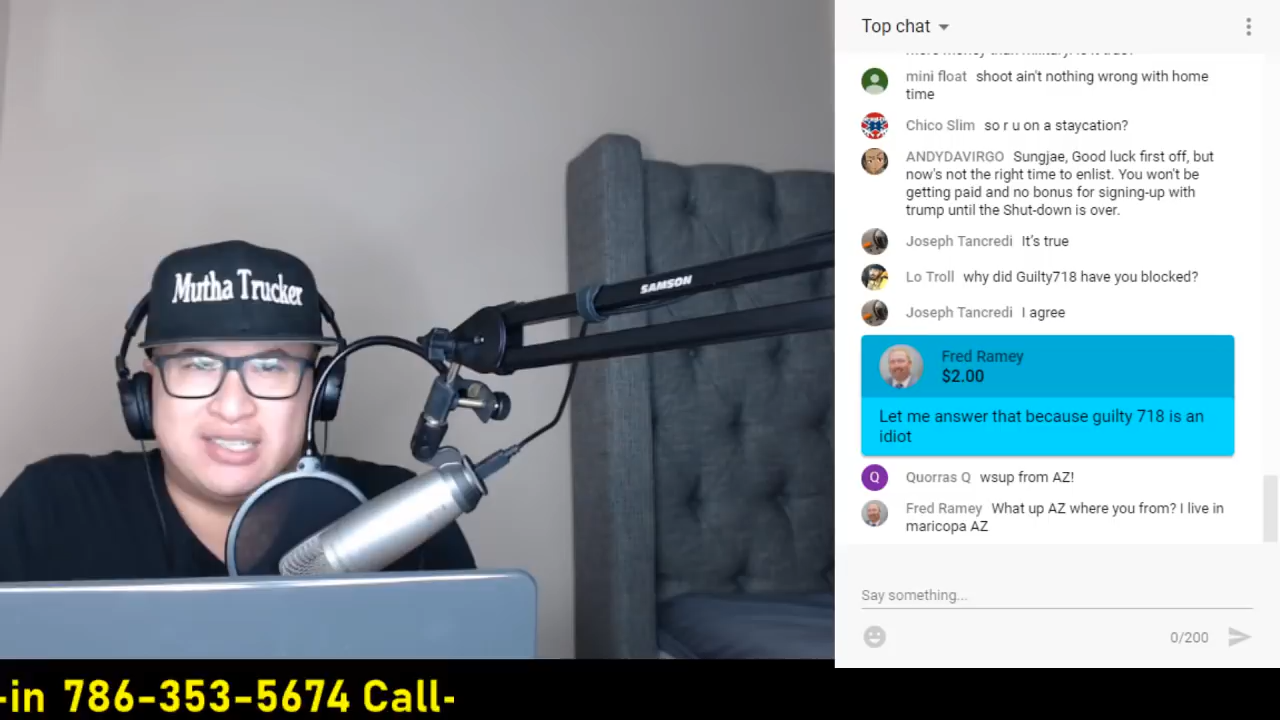 Mutha Trucker
SAMSON
-in 786-353-5674 Call-
Top chat
mini float shoot ain't nothing wrong with home
time
Chico Slim so r u on a staycation?
ANDYDAVIRGO Sungjae, Good luck first off, but
now's not the right time to enlist. You won't be
getting paid and no bonus for signing-up with
trump until the Shut-down is over.
Joseph Tancredi It's true
Lo Troll why did Guilty718 have you blocked?
Joseph Tancredi I agree
Fred Ramey
$2.00
Let me answer that because guilty 718 is an
idiot
Q
Quorras Q wsup from AZ!
Fred Ramey What up AZ where you from? I live in
maricopa AZ
Say something...
0/200